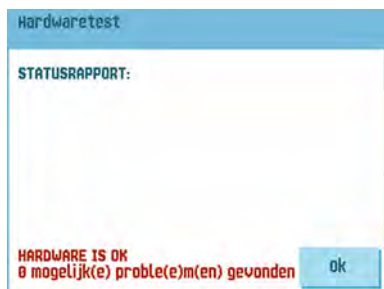 Hardwaretest
STATUSRAPPORT:
HARDWARE IS OK
0 mogelijk(e) proble(e)m(en) gevonden
ok